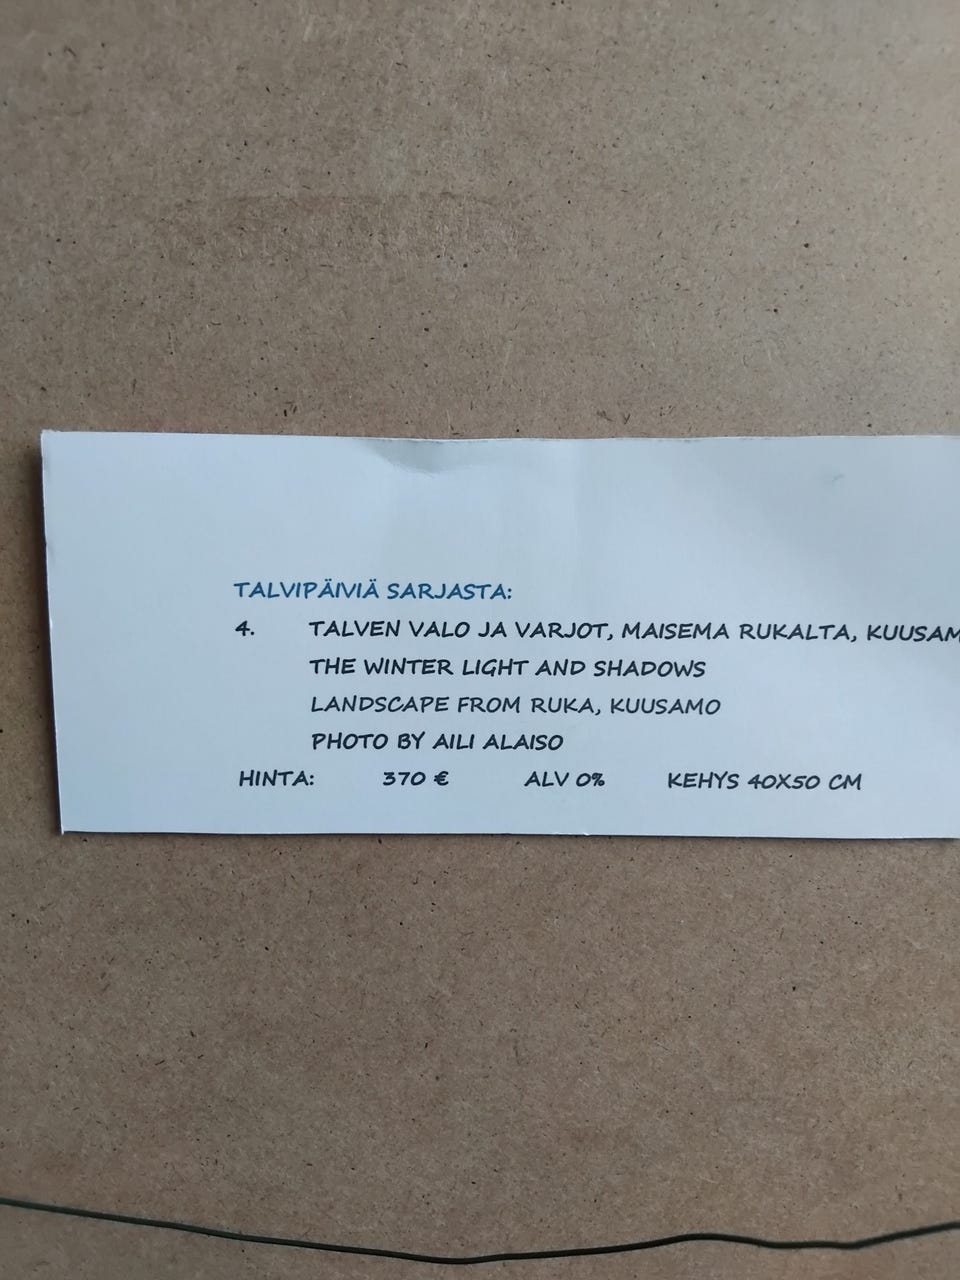 TALVIPÄIVIÄ SARJASTA:
4. TALVEN VALO JA VARJOT, MAISEMA RUKALTA, KUUSAM
THE WINTER LIGHT AND SHADOWS
LANDSCAPE FROM RUKA, KUUSAMO
PHOTO BY AILI ALAISO
HINTA: 370 € ALV 0% KEHYS 40X50 CM